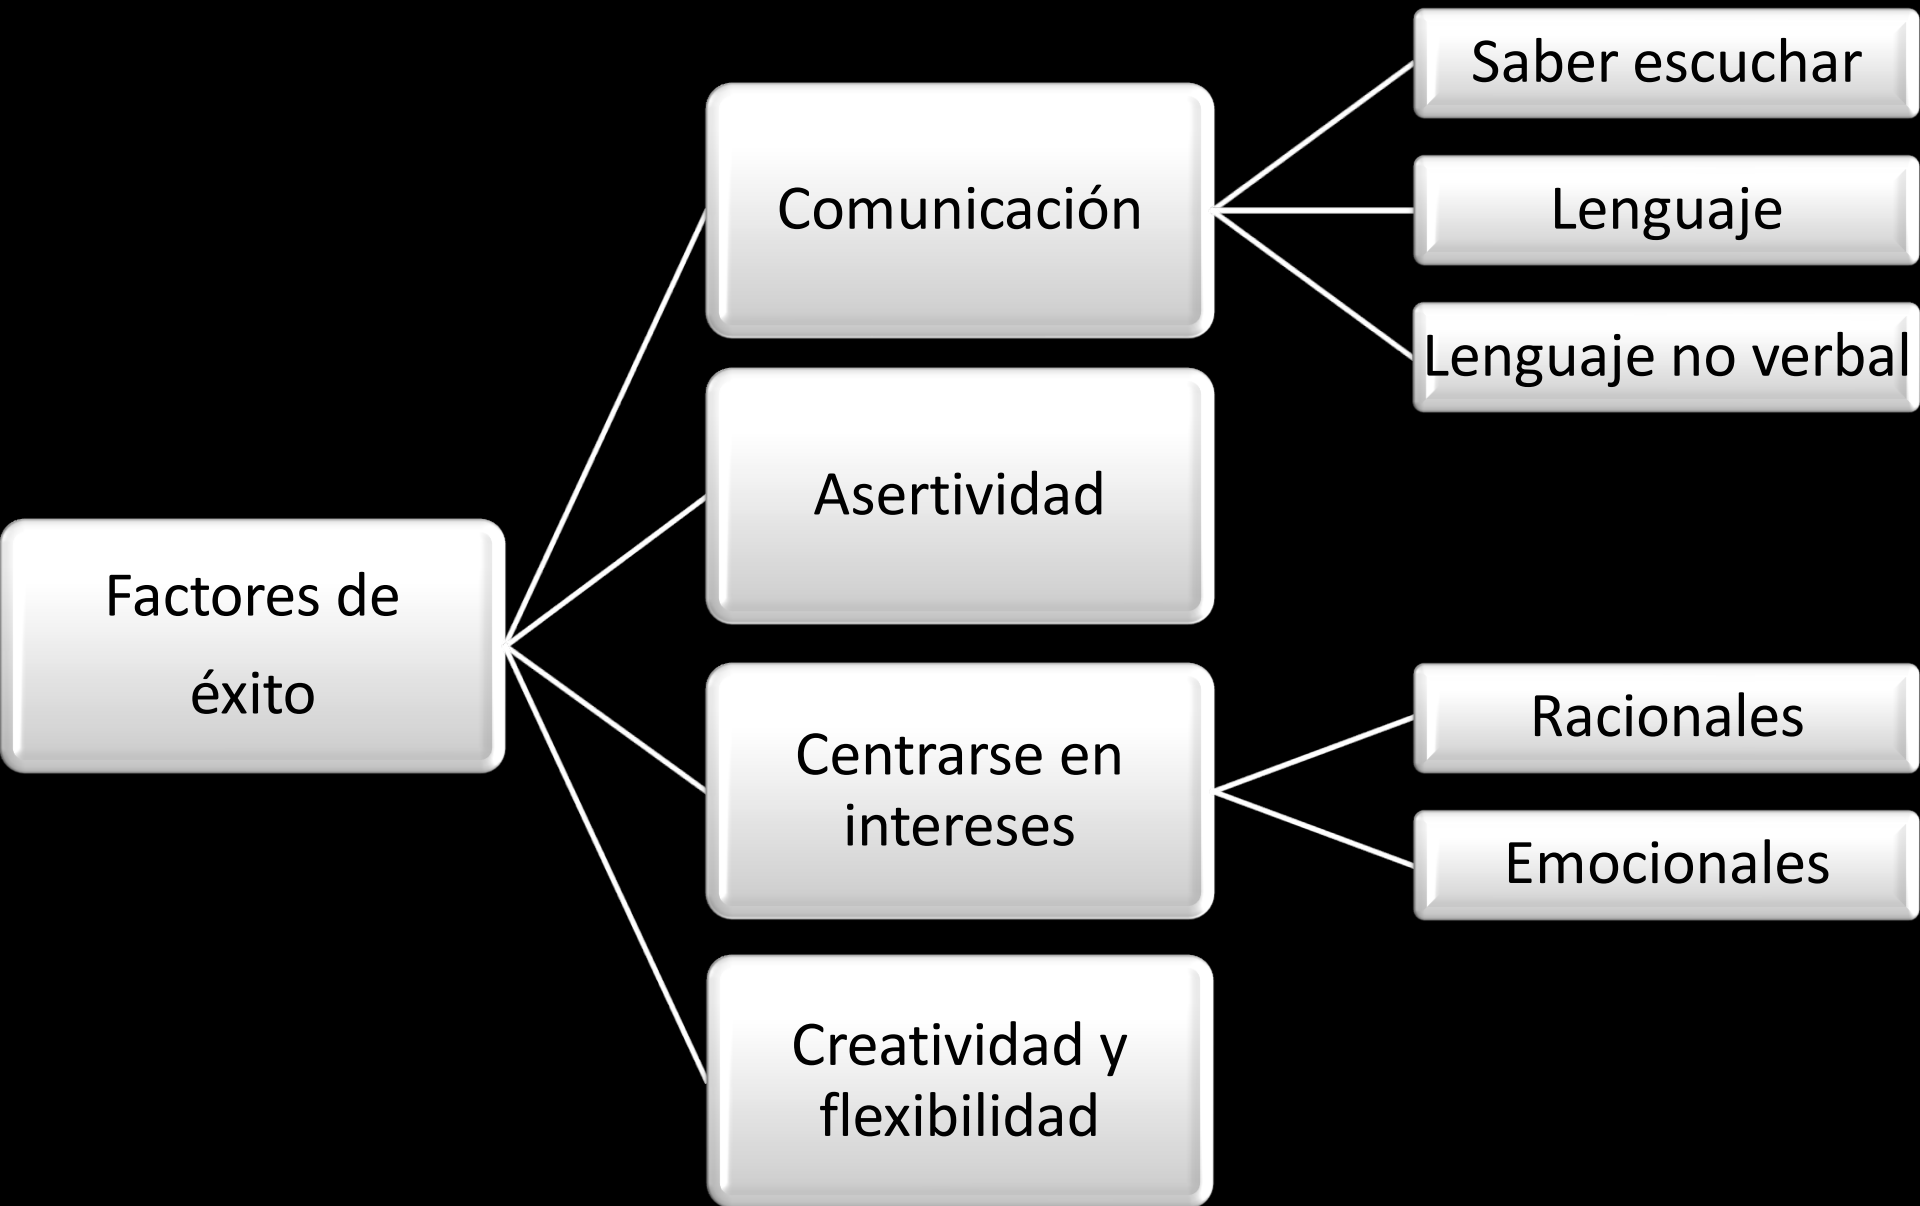 Factores de
éxito
Comunicación
Saber escuchar
Lenguaje
Lenguaje no verbal
Asertividad
Centrarse en
intereses
Racionales
Emocionales
Creatividad y
flexibilidad